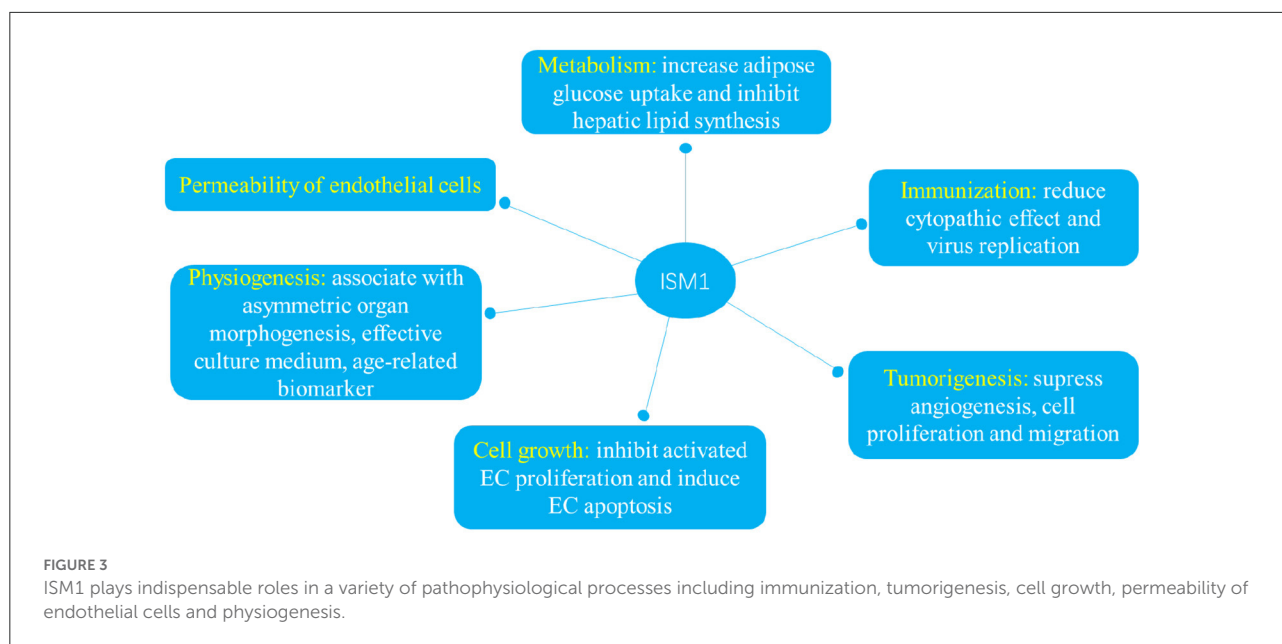 Metabolism: increase adipose
glucose uptake and inhibit
hepatic lipid synthesis
Permeability of endothelial cells
Immunization: reduce
cytopathic effect and
virus replication
ISM1
Physiogenesis: associate with
asymmetric organ
morphogenesis, effective
culture medium, age-related
biomarker
Tumorigenesis: supress
angiogenesis, cell
proliferation and migration
Cell growth: inhibit activated
EC proliferation and induce
EC apoptosis
FIGURE 3
ISM1 plays indispensable roles in a variety of pathophysiological processes including immunization, tumorigenesis, cell growth, permeability of
endothelial cells and physiogenesis.